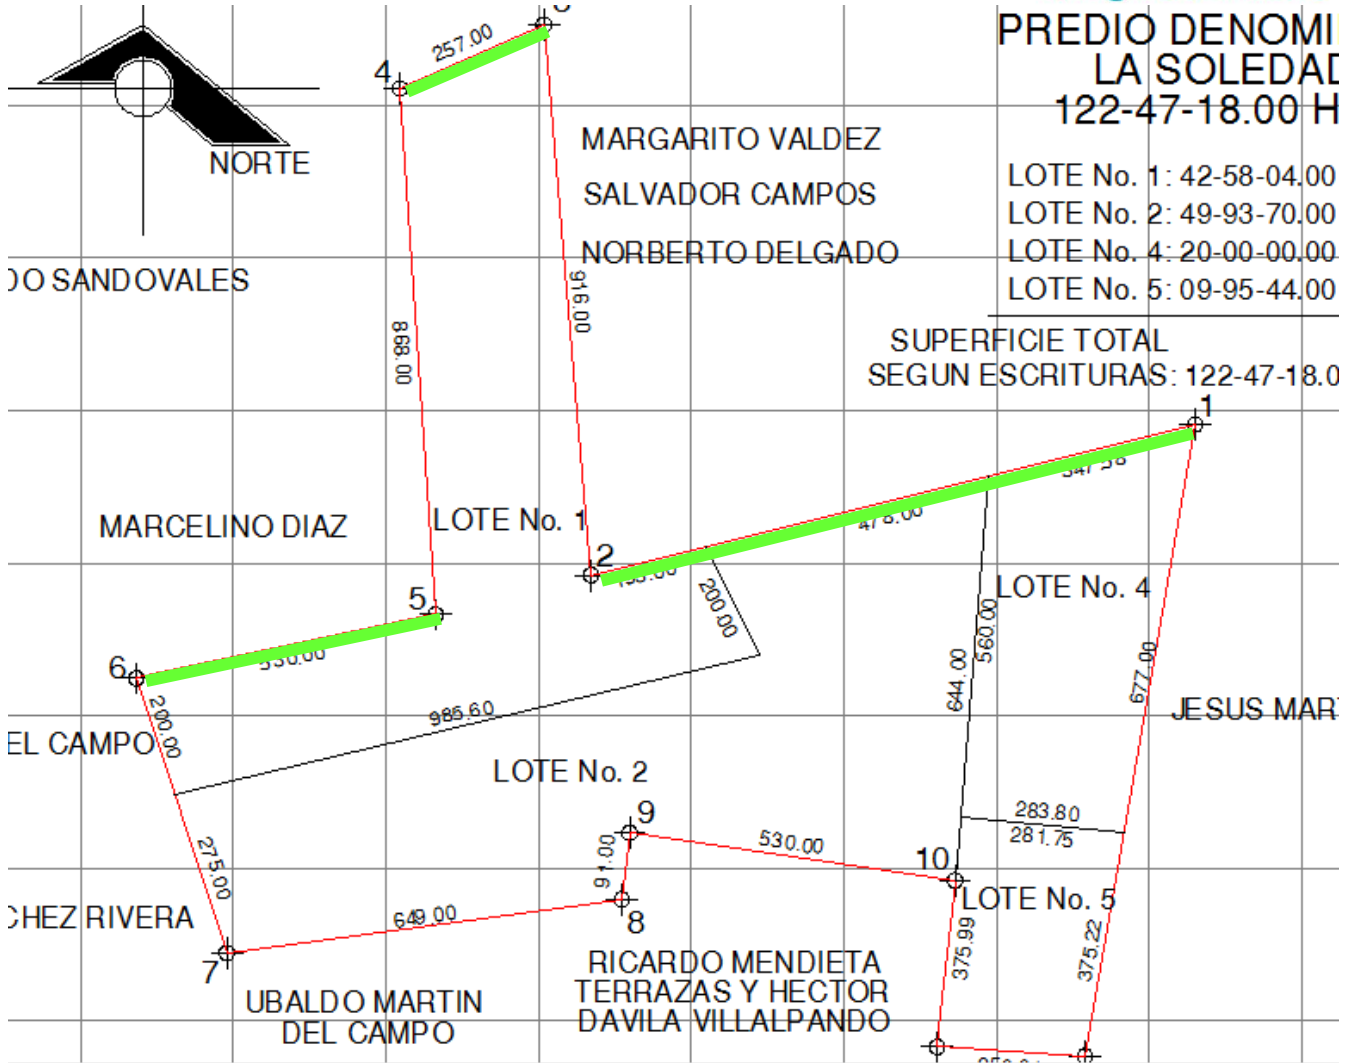 PREDIO DENOMI
LA SOLEDAD
122-47-18.00 H
257.00
4
NORTE
MARGARITO VALDEZ
SALVADOR CAMPOS
NORBERTO DELGADO
LOTE No. 1: 42-58-04.00
LOTE No. 2: 49-93-70.00
LOTE No. 4: 20-00-00.00
LOTE No. 5: 09-95-44.00
DO SANDOVALES
916.00
868.00
SUPERFICIE TOTAL
SEGUN ESCRITURAS: 122-47-18.0
1
MARCELINO DIAZ
LOTE No. 1
478.00
2
5
200.00
LOTE No. 4
560.00
644.00
677.00
6
530.00
200.00
985.60
JESUS MAR
EL CAMPO
LOTE No. 2
9
283.80
281.75
530.00
10
91.00
275.00
LOTE No. 5
CHEZ RIVERA
649.00
8
375.99
375.22
7
RICARDO MENDIETA
TERRAZAS Y HECTOR
DAVILA VILLALPANDO
UBALDO MARTIN
DEL CAMPO